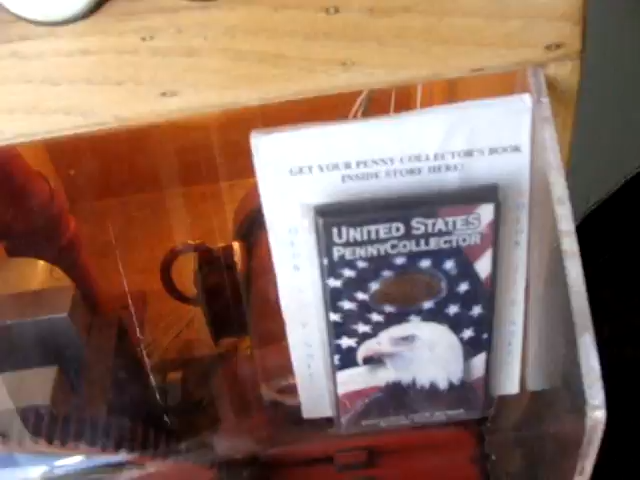 GET YOUR PENNY COLLECTOR'S BOOK
INSIDE STORE HERE!
UNITED STATES
PENNYCOLLECTOR